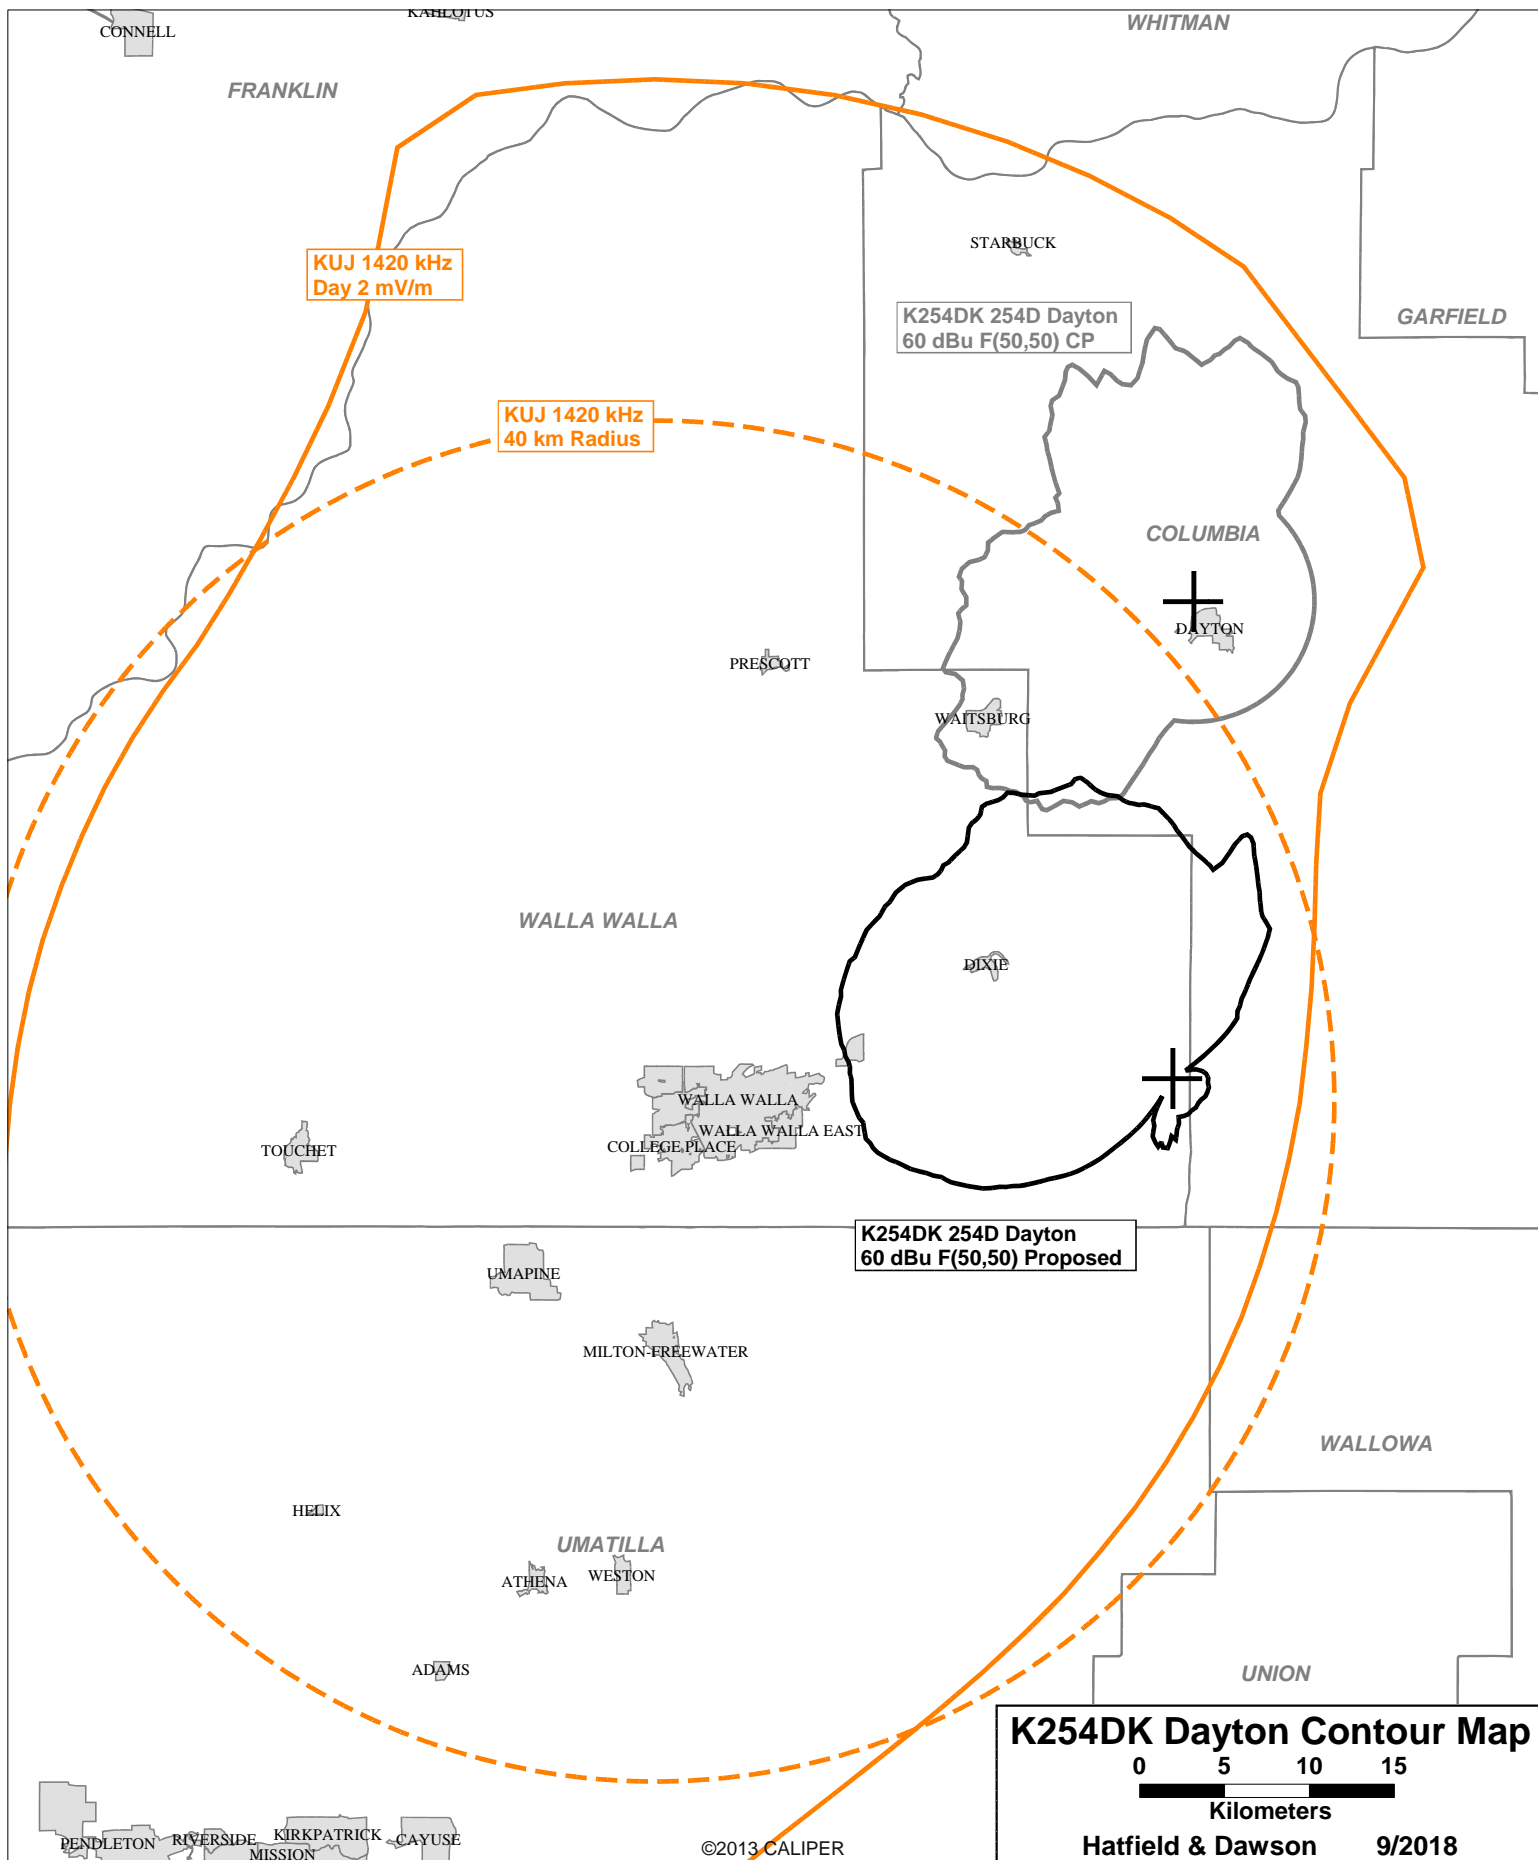 KAHLOTUS
CONNELL
WHITMAN
FRANKLIN
STARBUCK
KUJ 1420 kHz
Day 2 mV/m
K254DK 254D Dayton
60 dBu F(50,50) CP
GARFIELD
KUJ 1420 kHz
40 km Radius
COLUMBIA
DAYTON
PRESCOTT
WAITSBURG
WALLA WALLA
DIXIE
WALLA WALLA
WALLA WALLA EAST
COLLEGE PLACE
TOUCHET
K254DK 254D Dayton
60 dBu F(50,50) Proposed
UMAPINE
MILTON-FREEWATER
WALLOWA
HELIX
UMATILLA
ATHENA
WESTON
ADAMS
UNION
K254DK Dayton Contour Map
0 5 10 15
Kilometers
Hatfield & Dawson 9/2018
PENDLETON
RIVERSIDE
KIRKPATRICK
CAYUSE
MISSION
©2013 CALIPER